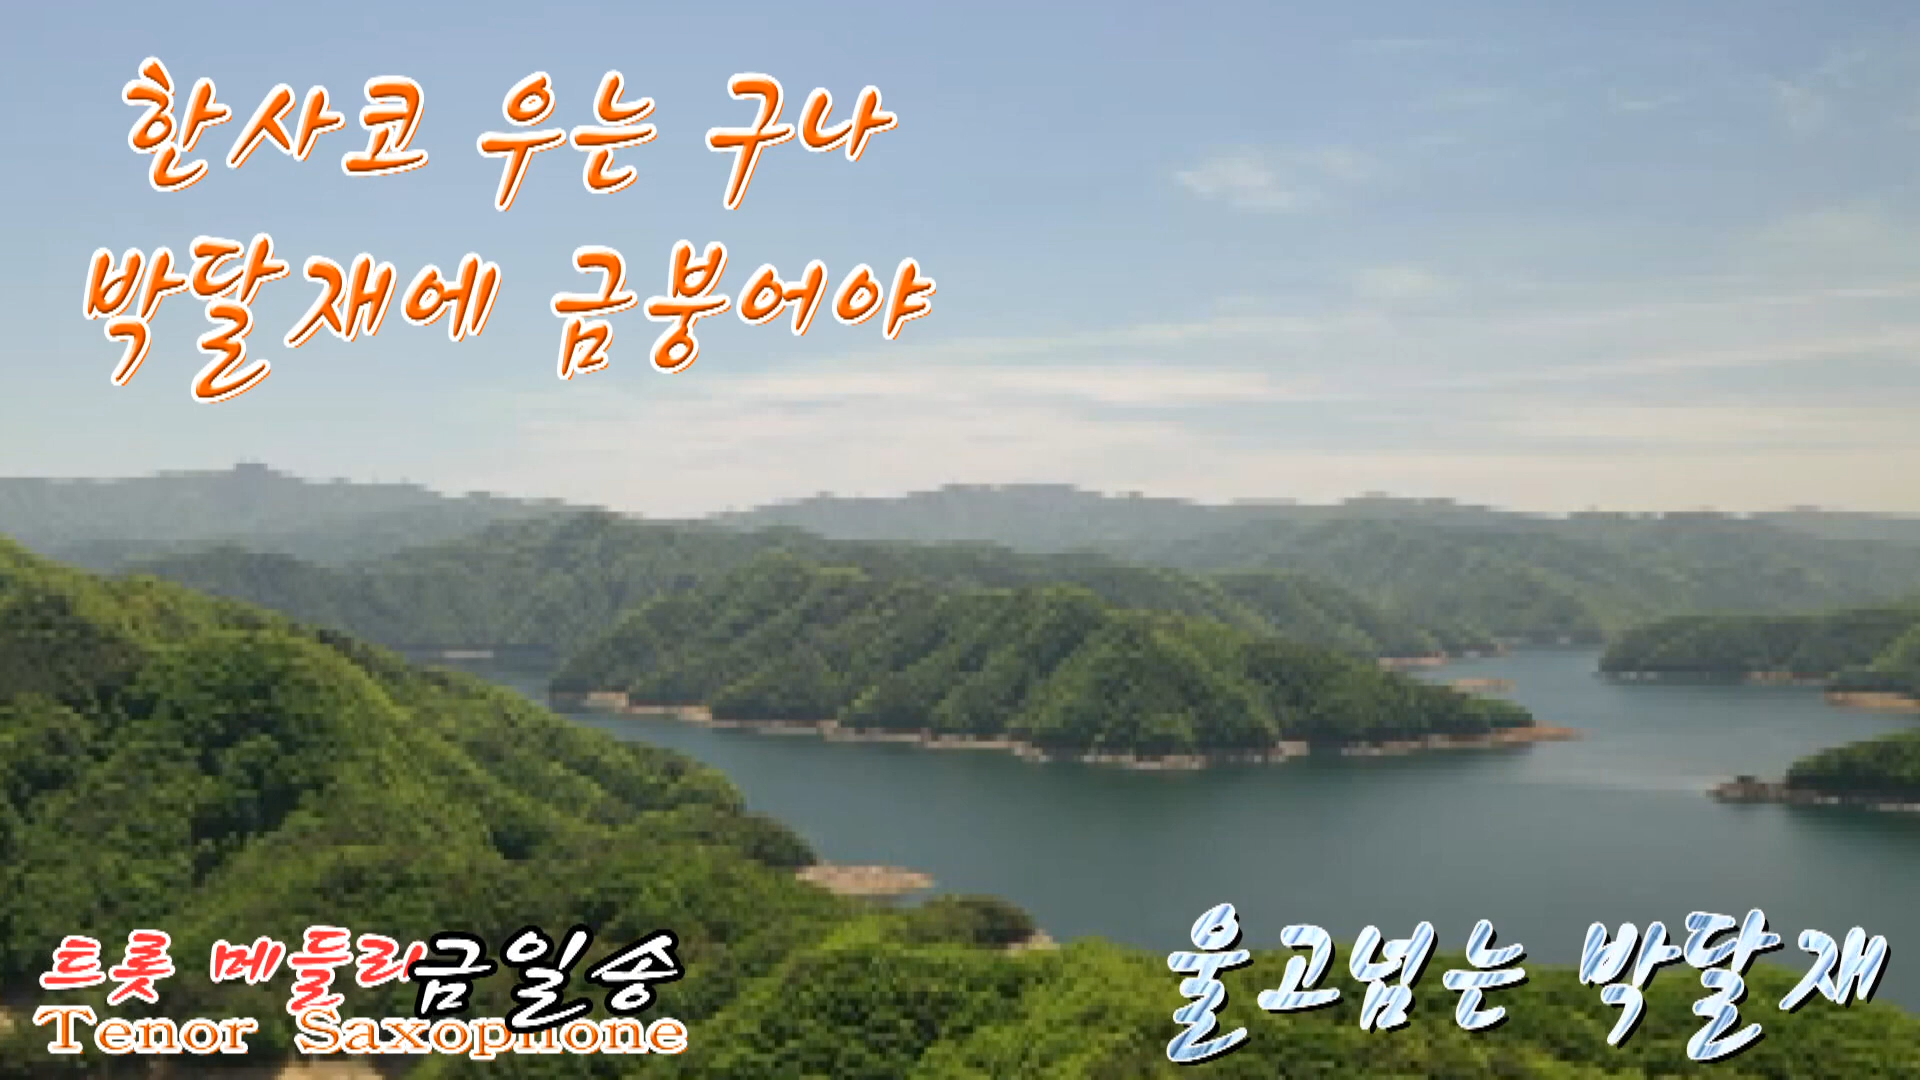 한사코 우는 구나
박달재에 금붕어야
트롯 메들리금일송
Tenor Saxophone
울고넘는 박달재